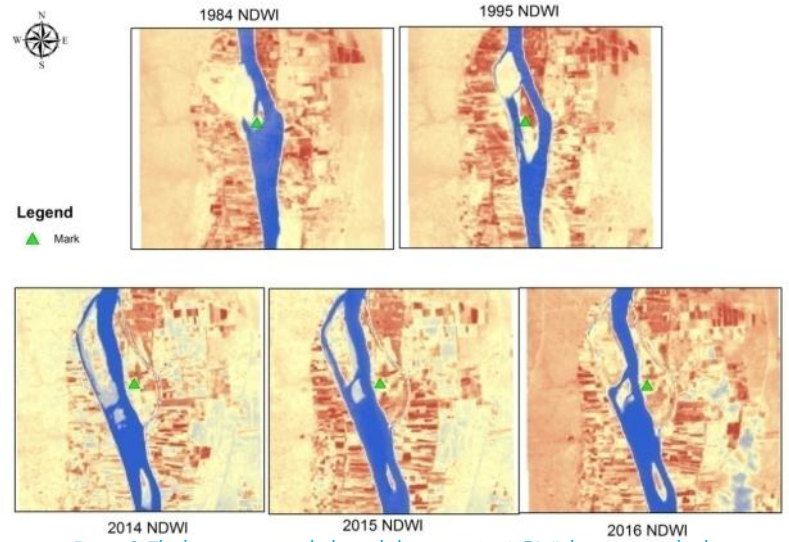 1984 NDWI
1995 NDWI
N
W E
S
Legend
Mark
2014 NDWI
2015 NDWI
2016 NDWI